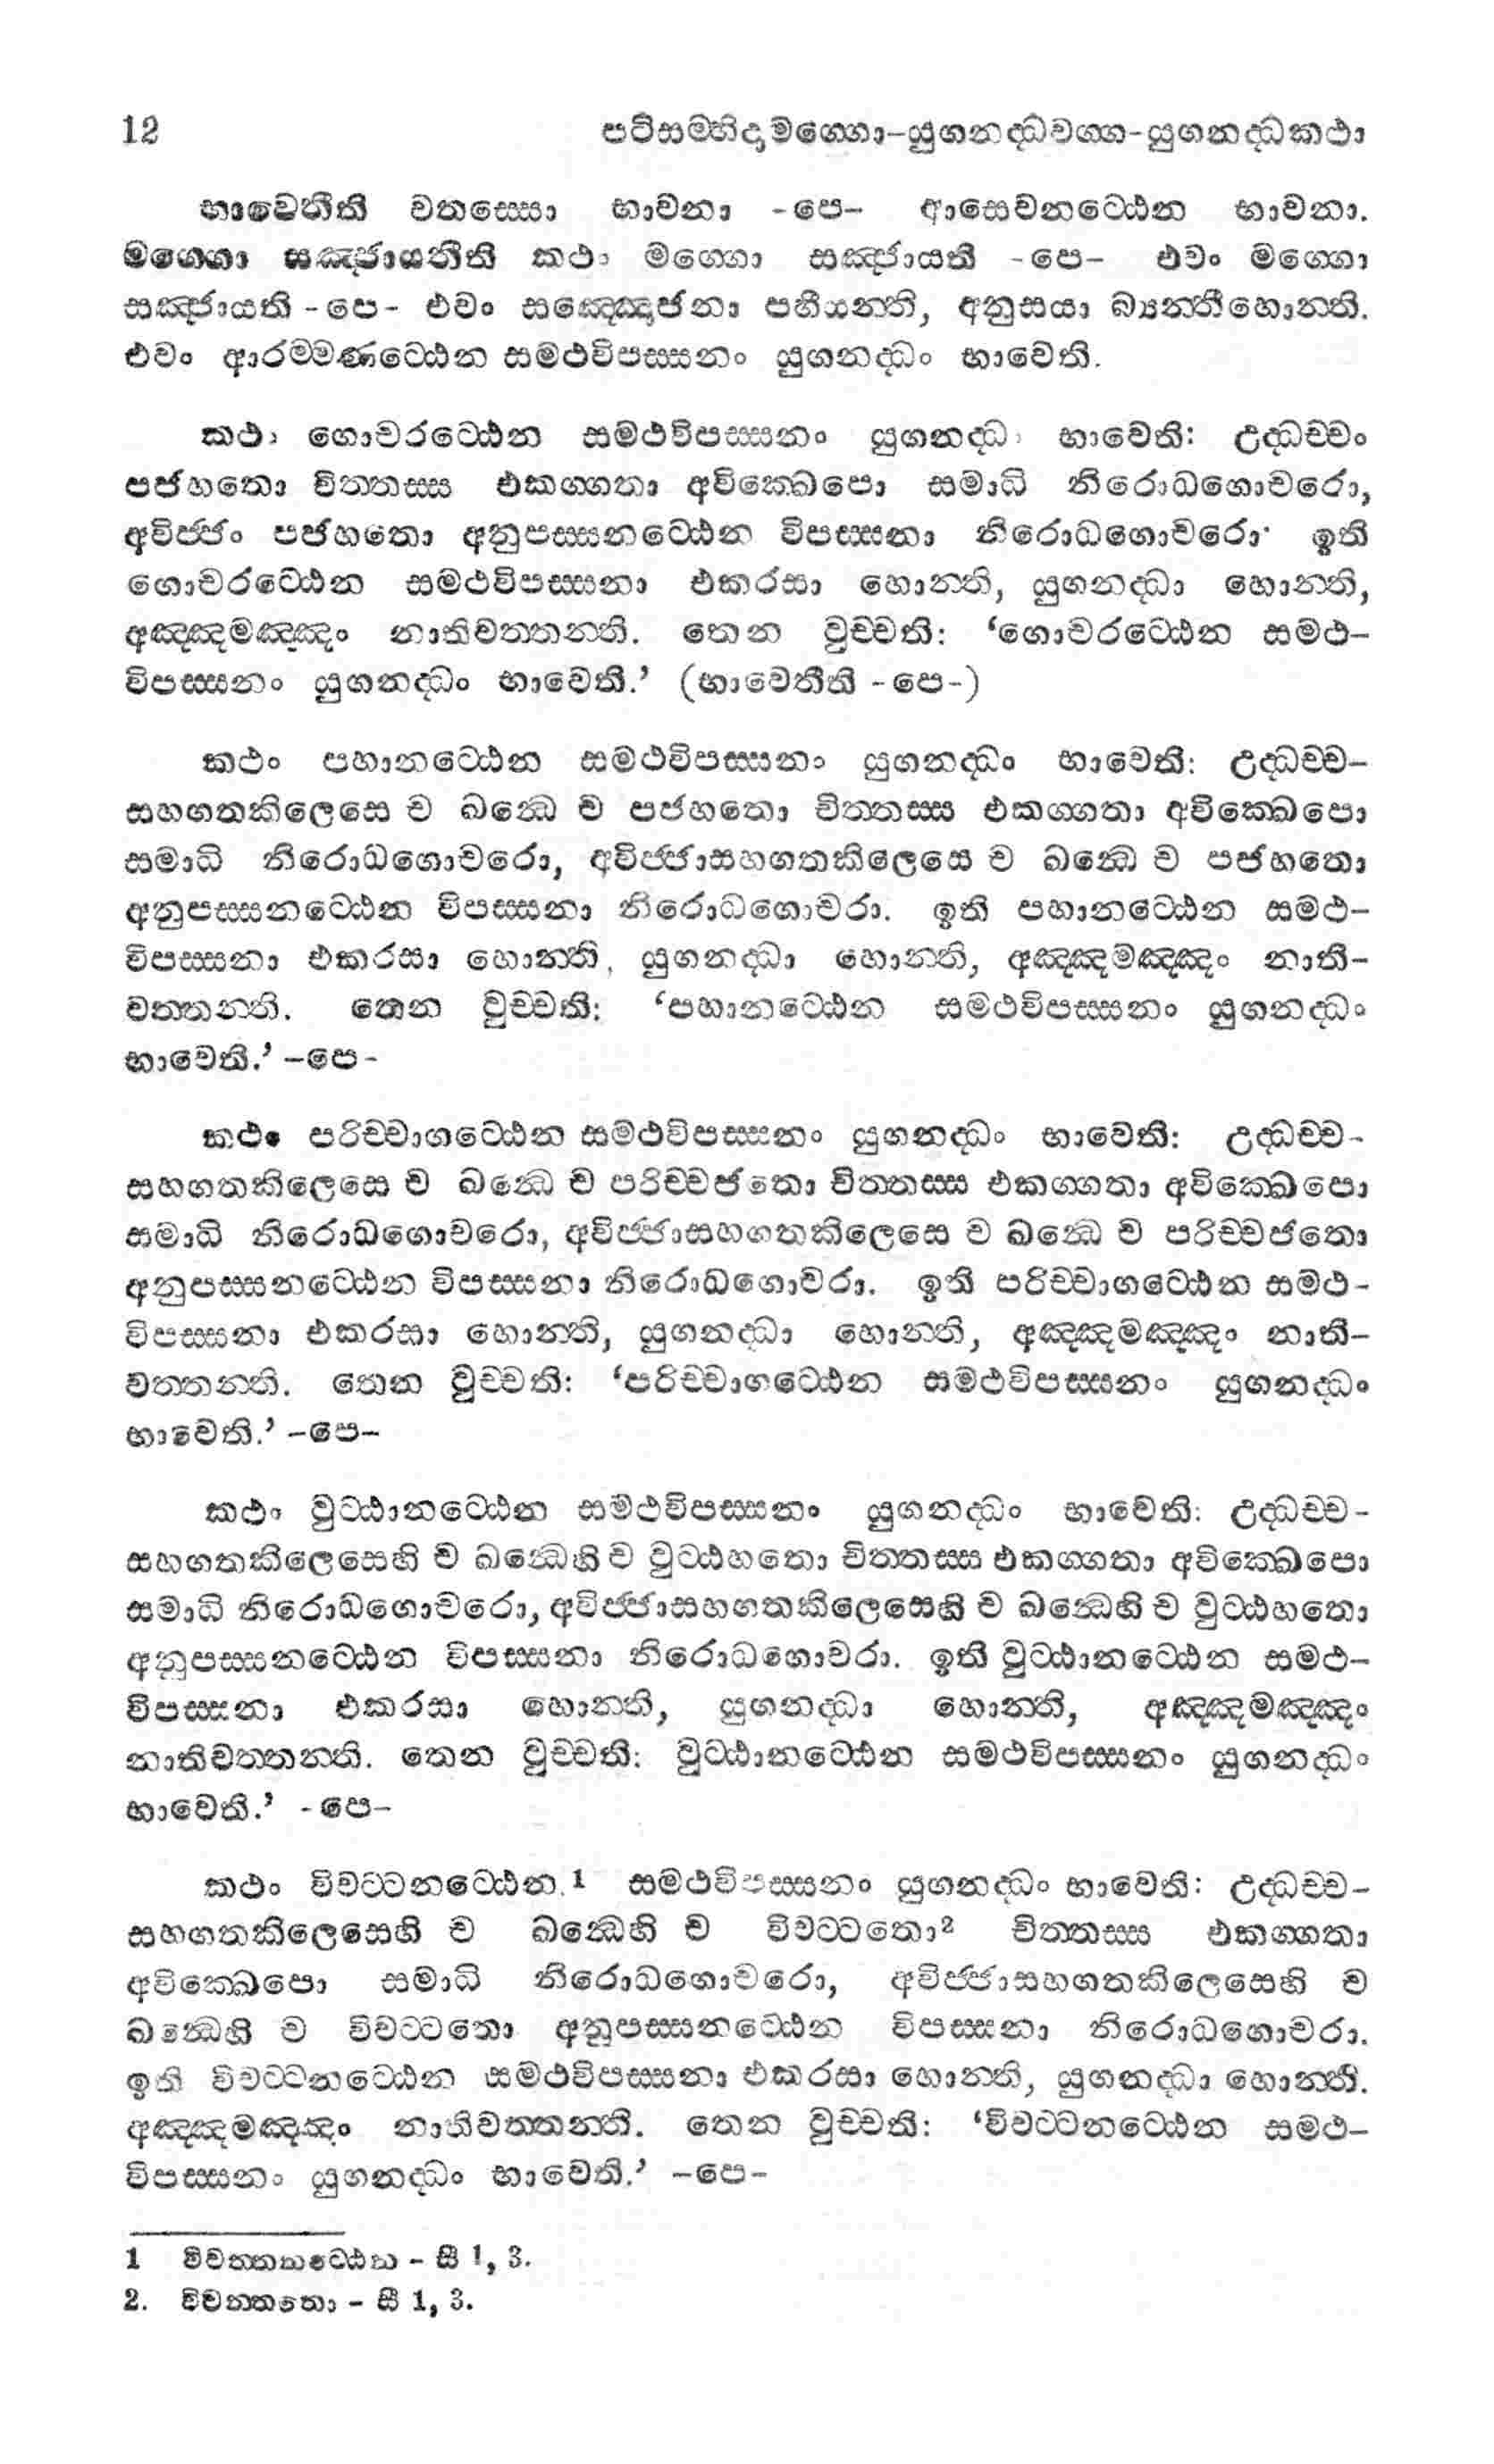 12 පටිසම්භිදාමග්ගො-යුගනද්ධවග්ග-යුගනද්ධකථා
භාවෙතීති වතස්සො භාවනා -පෙ- ආසෙවනට්ඨෙන භාවනා.
මග්ගො සඤ්ජායතීති කථං මග්ගො සඤ්ජායති -පෙ- එවං මග්ගො
සඤ්ජායති -පෙ- එවං සඤ්ඤොජනා පහීයන්ති, අනුසයා බ්‍යන්තීහොන්ති.
එවං ආරම්මණට්ඨෙන සමථවිපස්සනං යුගනද්ධං භාවෙති.
කථං ගොචරට්ඨෙන සමථවිපස්සනං යුගනද්ධං භාවෙති: උද්ධච්චං
පජහතො චිත්තස්ස එකග්ගතා අවික්ඛෙපො සමාධි නිරොධගොචරො,
අවිජ්ජං පජහතො අනුපස්සනට්ඨෙන විපස්සනා නිරොධගොචරා. ඉති
ගොචරට්ඨෙන සමථවිපස්සනා එකරසා හොන්ති, යුගනද්ධා හොන්ති,
අඤ්ඤමඤ්ඤං නාතිවත්තන්ති. තෙන වුච්චති: ‘ගොචරට්ඨෙන සමථ-
විපස්සනං යුගනද්ධං භාවෙති.’ (භාවෙතීති -පෙ-)
කථං පහානට්ඨෙන සමථවිපස්සනං යුගනද්ධං භාවෙති: උද්ධච්ච-
සහගතකිලෙසෙ ච ඛන්ධෙ ච පජහතො චිත්තස්ස එකග්ගතා අවික්ඛෙපො
සමාධි නිරොධගොචරො, අවිජ්ජාසහගතකිලෙසෙ ච ඛන්ධෙ ච පජහතො
අනුපස්සනට්ඨෙන විපස්සනා නිරොධගොචරා. ඉති පහානට්ඨෙන සමථ-
විපස්සනා එකරසා හොන්ති, යුගනද්ධා හොන්ති, අඤ්ඤමඤ්ඤං නාති-
වත්තන්ති. තෙන වුච්චති: ‘පහානට්ඨෙන සමථවිපස්සනං යුගනද්ධං
භාවෙති.’ -පෙ-
කථං පරිච්චාගට්ඨෙන සමථවිපස්සනං යුගනද්ධං භාවෙති: උද්ධච්ච-
සහගතකිලෙසෙ ච ඛන්ධෙ ච පරිච්චජතො චිත්තස්ස එකග්ගතා අවික්ඛෙපො
සමාධි නිරොධගොචරො, අවිජ්ජාසහගතකිලෙසෙ ච ඛන්ධෙ ච පරිච්චජතො
අනුපස්සනට්ඨෙන විපස්සනා නිරොධගොචරා. ඉති පරිච්චාගට්ඨෙන සමථ-
විපස්සනා එකරසා හොන්ති, යුගනද්ධා හොන්ති, අඤ්ඤමඤ්ඤං නාති-
වත්තන්ති. තෙන වුච්චති: ‘පරිච්චාගට්ඨෙන සමථවිපස්සනං යුගනද්ධං
භාවෙති.’ -පෙ-
කථං වුට්ඨානට්ඨෙන සමථවිපස්සනං යුගනද්ධං භාවෙති: උද්ධච්ච-
සහගතකිලෙසෙහි ච ඛන්ධෙහි ච වුට්ඨහතො චිත්තස්ස එකග්ගතා අවික්ඛෙපො
සමාධි නිරොධගොචරො, අවිජ්ජාසහගතකිලෙසෙහි ච ඛන්ධෙහි ච වුට්ඨහතො
අනුපස්සනට්ඨෙන විපස්සනා නිරොධගොචරා. ඉති වුට්ඨානට්ඨෙන සමථ-
විපස්සනා එකරසා හොන්ති, යුගනද්ධා හොන්ති, අඤ්ඤමඤ්ඤං
නාතිවත්තන්ති. තෙන වුච්චති: වුට්ඨානට්ඨෙන සමථවිපස්සනං යුගනද්ධං
භාවෙති.’ -පෙ-
කථං විවට්ටනට්ඨෙන1 සමථවිපස්සනං යුගනද්ධං භාවෙති: උද්ධච්ච-
සහගතකිලෙසෙහි ච ඛන්ධෙහි ච විවට්ටතො2 චිත්තස්ස එකග්ගතා
අවික්ඛෙපො සමාධි නිරොධගොචරො, අවිජ්ජාසහගතකිලෙසෙහි ච
ඛන්ධෙහි ච විවට්ටතො අනුපස්සනට්ඨෙන විපස්සනා නිරොධගොචරා.
ඉති විවට්ටනට්ඨෙන සමථවිපස්සනා එකරසා හොන්ති, යුගනද්ධා හොන්ති.
අඤ්ඤමඤ්ඤං නාතිවත්තන්ති. තෙන වුච්චති: ‘විවට්ටනට්ඨෙන සමථ-
විපස්සනං යුගනද්ධං භාවෙති.’ -පෙ-
1 විවත්තනට්ඨෙන - සී 1, 3.
2. විවත්තතො - සී 1, 3.